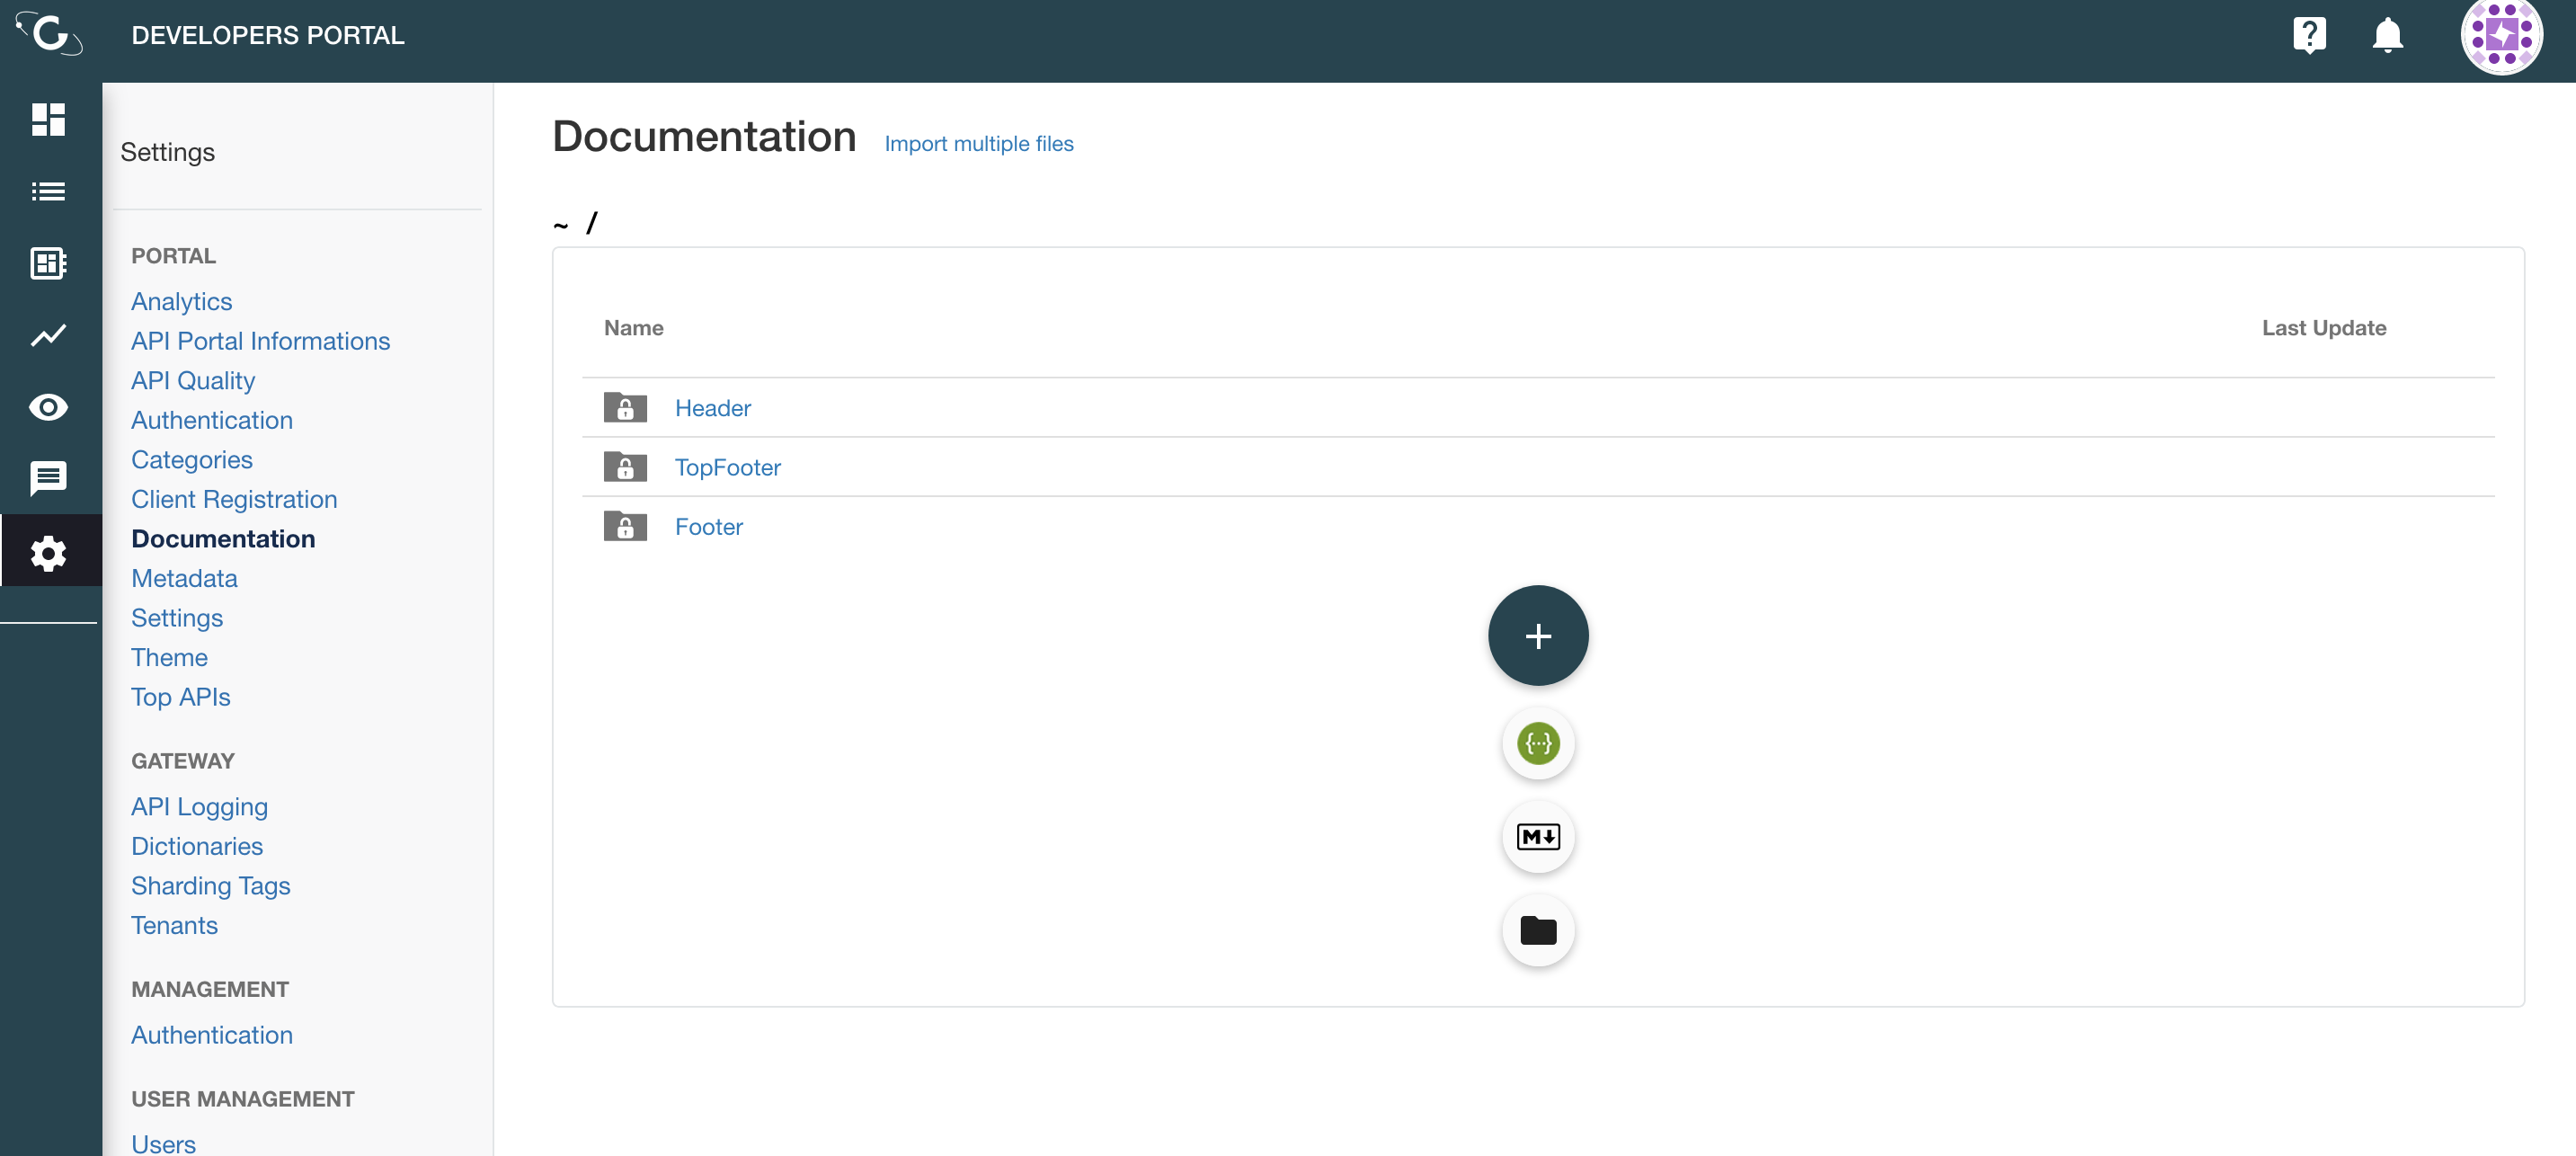 DEVELOPERS PORTAL
Settings
PORTAL
Analytics
API Portal Informations
API Quality
Authentication
Categories
Client Registration
Documentation
Metadata
Settings
Theme
Top APIs
GATEWAY
API Logging
Dictionaries
Sharding Tags
Tenants
MANAGEMENT
Authentication
USER MANAGEMENT
Users
Documentation Import multiple files
~ /
Name Last Update
Header
TopFooter
Footer
+
{...}
M